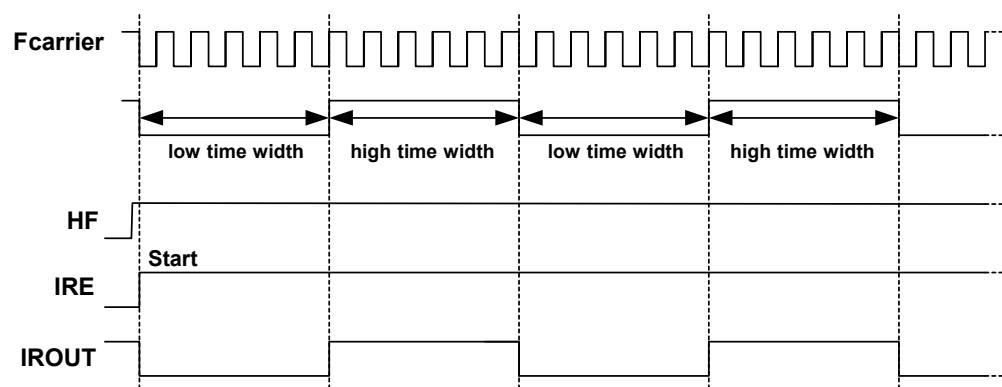 Fcarrier
low time width high time width low time width high time width
HF
Start
IRE
IROUT